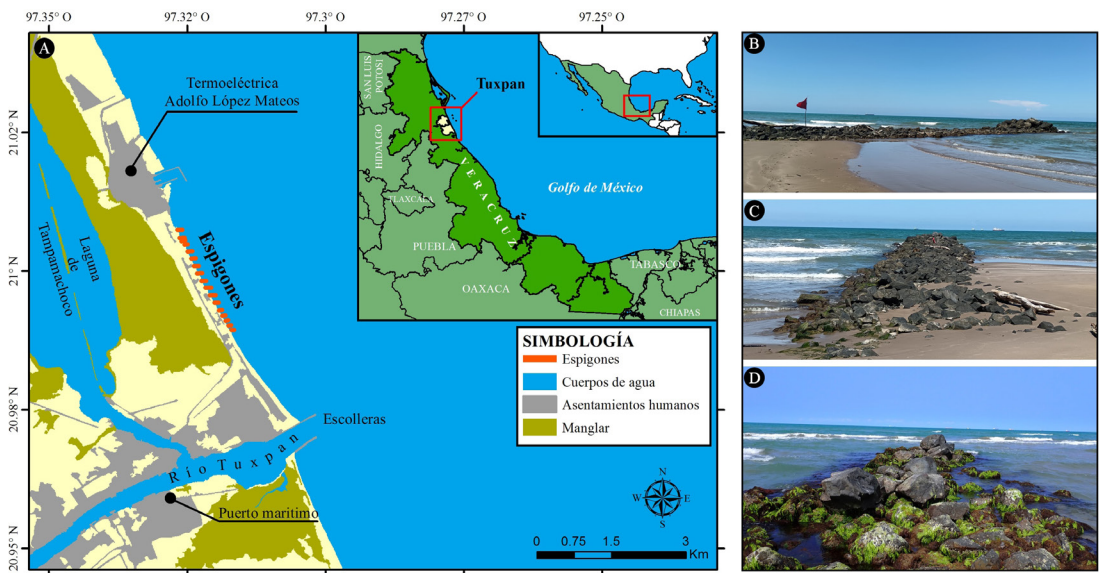 97.35° O
97.32° O
97.3° O
97.27° O
97.25° O
21.02° N
21° N
20.98° N
20.95° N
A
Termoeléctrica
Adolfo López Mateos
Espigones
Laguna
de
Tampamachoco
Río Tuxpan
Escolleras
Puerto marítimo
SAN LUIS
POTOSÍ
HIDALGO
TLAXCALA
PUEBLA
VERACRUZ
OAXACA
TABASCO
CHIAPAS
Tuxpan
Golfo de México
SIMBOLOGÍA
Espigones
Cuerpos de agua
Asentamientos humanos
Manglar
N
W
E
S
0 0.75 1.5 3
Km
B
C
D